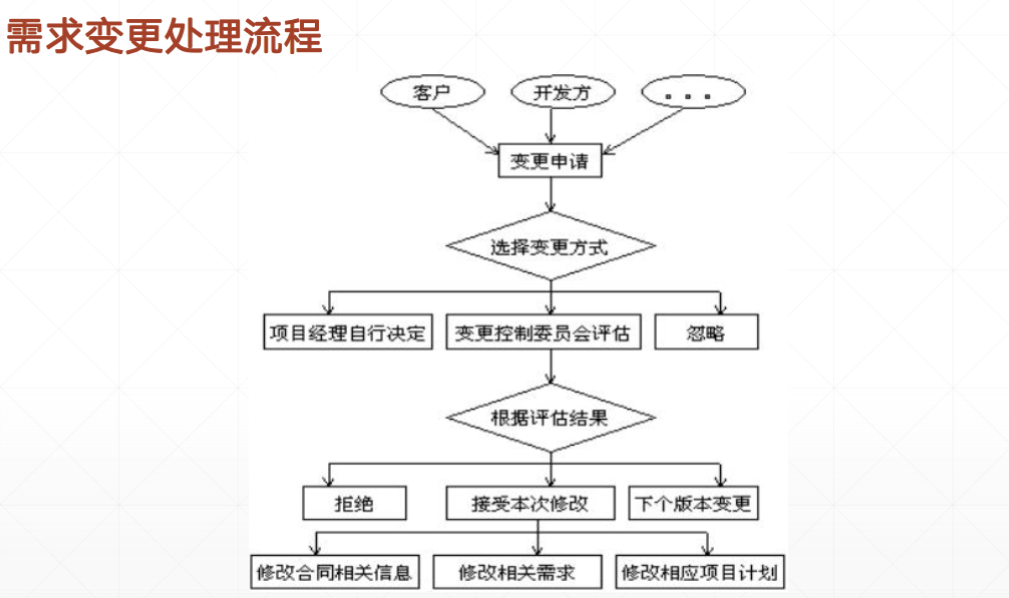 需求变更处理流程
客户
开发方
...
变更申请
选择变更方式
项目经理自行决定
变更控制委员会评估
忽略
根据评估结果
拒绝
接受本次修改
下个版本变更
修改合同相关信息
修改相关需求
修改相应项目计划